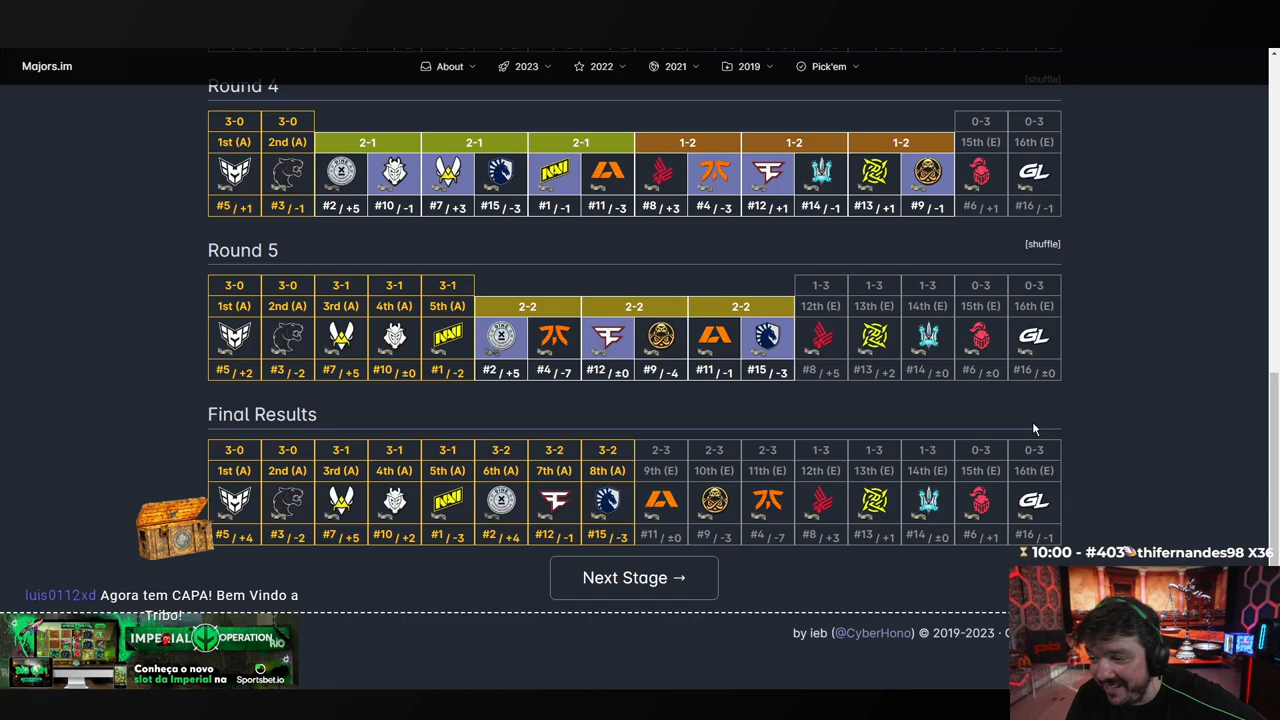 Majors.im About 2023 2022 2021 2019 Pick'em
Round 4 [shuffle]
3-0 3-0 0-3 0-3
1st (A) 2nd (A) 2-1 2-1 2-1 1-2 1-2 1-2 15th (E) 16th (E)
NAVI GL
#5 / +1 #3 / -1 #2 / +5 #10 / -1 #7 / +3 #15 / -3 #1 / -1 #11 / -3 #8 / +3 #4 / -3 #12 / +1 #14 / -1 #13 / +1 #9 / -1 #6 / +1 #16 / -1
Round 5 [shuffle]
3-0 3-0 3-1 3-1 3-1 1-3 1-3 1-3 0-3 0-3
1st (A) 2nd (A) 3rd (A) 4th (A) 5th (A) 2-2 2-2 2-2 12th (E) 13th (E) 14th (E) 15th (E) 16th (E)
NAVI GL
#5 / +2 #3 / -2 #7 / +5 #10 / ±0 #1 / -2 #2 / +5 #4 / -7 #12 / ±0 #9 / -4 #11 / -1 #15 / -3 #8 / +5 #13 / +2 #14 / ±0 #6 / ±0 #16 / ±0
Final Results
3-0 3-0 3-1 3-1 3-1 3-2 3-2 3-2 2-3 2-3 2-3 1-3 1-3 1-3 0-3 0-3
1st (A) 2nd (A) 3rd (A) 4th (A) 5th (A) 6th (A) 7th (A) 8th (A) 9th (E) 10th (E) 11th (E) 12th (E) 13th (E) 14th (E) 15th (E) 16th (E)
NAVI GL
#5 / +4 #3 / -2 #7 / +5 #10 / +2 #1 / -3 #2 / +4 #12 / -1 #15 / -3 #11 / ±0 #9 / -3 #4 / -7 #8 / +3 #13 / +1 #14 / ±0 #6 / +1 #16 / -1
10:00 - #403 thifernandes98 X36
Next Stage →
luis0112xd Agora tem CAPA! Bem Vindo a
Tribo!
by ieb (@CyberHono) © 2019-2023 ·
IMPERIAL OPERATION
RIO
Conheça o novo
slot da Imperial na Sportsbet.io